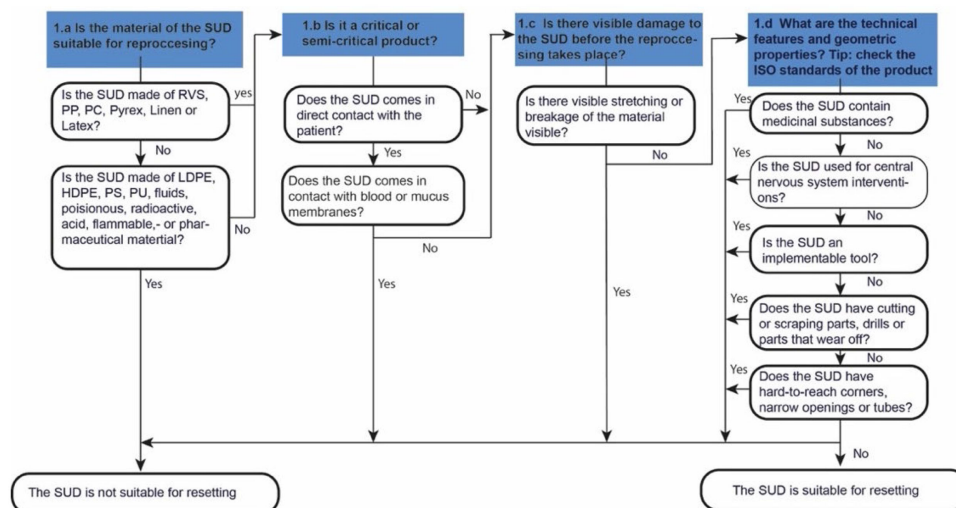 1.a Is the material of the SUD
suitable for reproccesing?
Is the SUD made of RVS,
PP, PC, Pyrex, Linen or
Latex?
yes
No
Is the SUD made of LDPE,
HDPE, PS, PU, fluids,
poisionous, radioactive,
acid, flammable,- or phar-
maceutical matertial?
No
Yes
1.b Is it a critical or
semi-critical product?
Does the SUD comes in
direct contact with the
patient?
No
Yes
Does the SUD comes in
contact with blood or mucus
membranes?
No
Yes
1.c Is there visible damage to
the SUD before the reprocce-
sing takes place?
Is there visible stretching or
breakage of the material
visible?
No
Yes
1.d What are the technical
features and geometric
properties? Tip: check the
ISO standards of the product
Yes
Does the SUD contain
medicinal substances?
No
Yes
Is the SUD used for central
nervous system interventi-
ons?
No
Yes
Is the SUD an
implementable tool?
No
Yes
Does the SUD have cutting
or scraping parts, drills or
parts that wear off?
No
Yes
Does the SUD have
hard-to-reach corners,
narrow openings or tubes?
No
The SUD is not suitable for resetting
The SUD is suitable for resetting